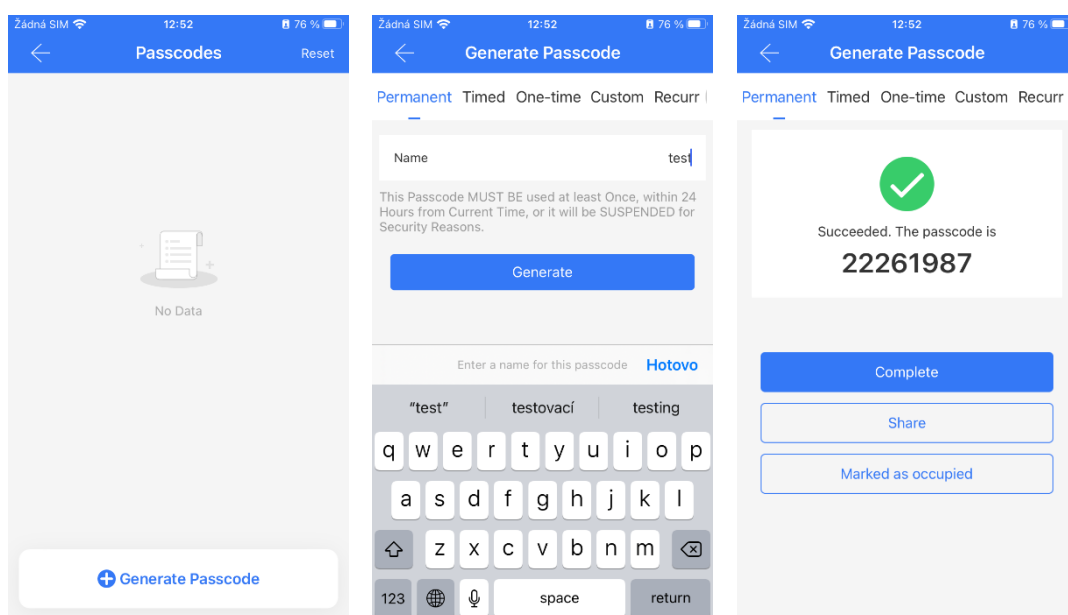 Žádná SIM 12:52 76 %
Passcodes Reset
No Data
Generate Passcode
Žádná SIM 12:52 76 %
Generate Passcode
Permanent Timed One-time Custom Recurr
Name test
This Passcode MUST BE used at least Once, within 24
Hours from Current Time, or it will be SUSPENDED for
Security Reasons.
Generate
Enter a name for this passcode Hotovo
"test" testovací testing
q w e r t y u i o p
a s d f g h j k l
z x c v b n m
123 space return
Žádná SIM 12:52 76 %
Generate Passcode
Permanent Timed One-time Custom Recurr
Succeeded. The passcode is
22261987
Complete
Share
Marked as occupied